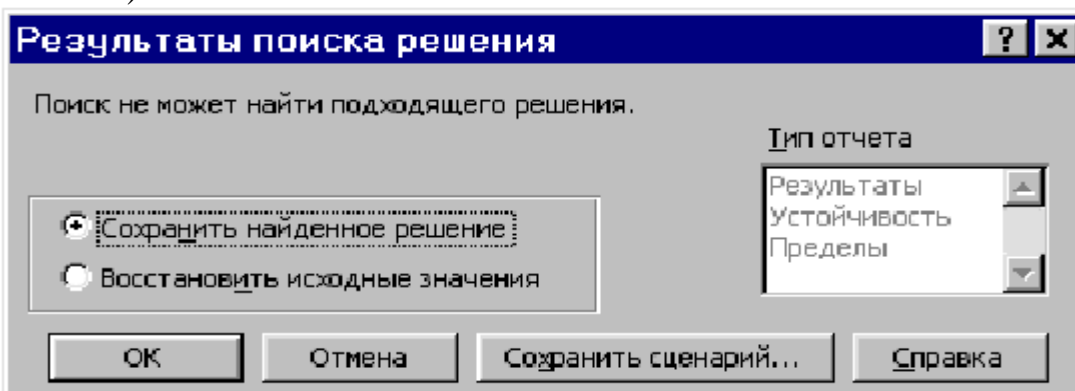 Результаты поиска решения
Поиск не может найти подходящего решения.
Тип отчета
Результаты
Устойчивость
Пределы
Сохранить найденное решение
Восстановить исходные значения
ОК
Отмена
Сохранить сценарий...
Справка